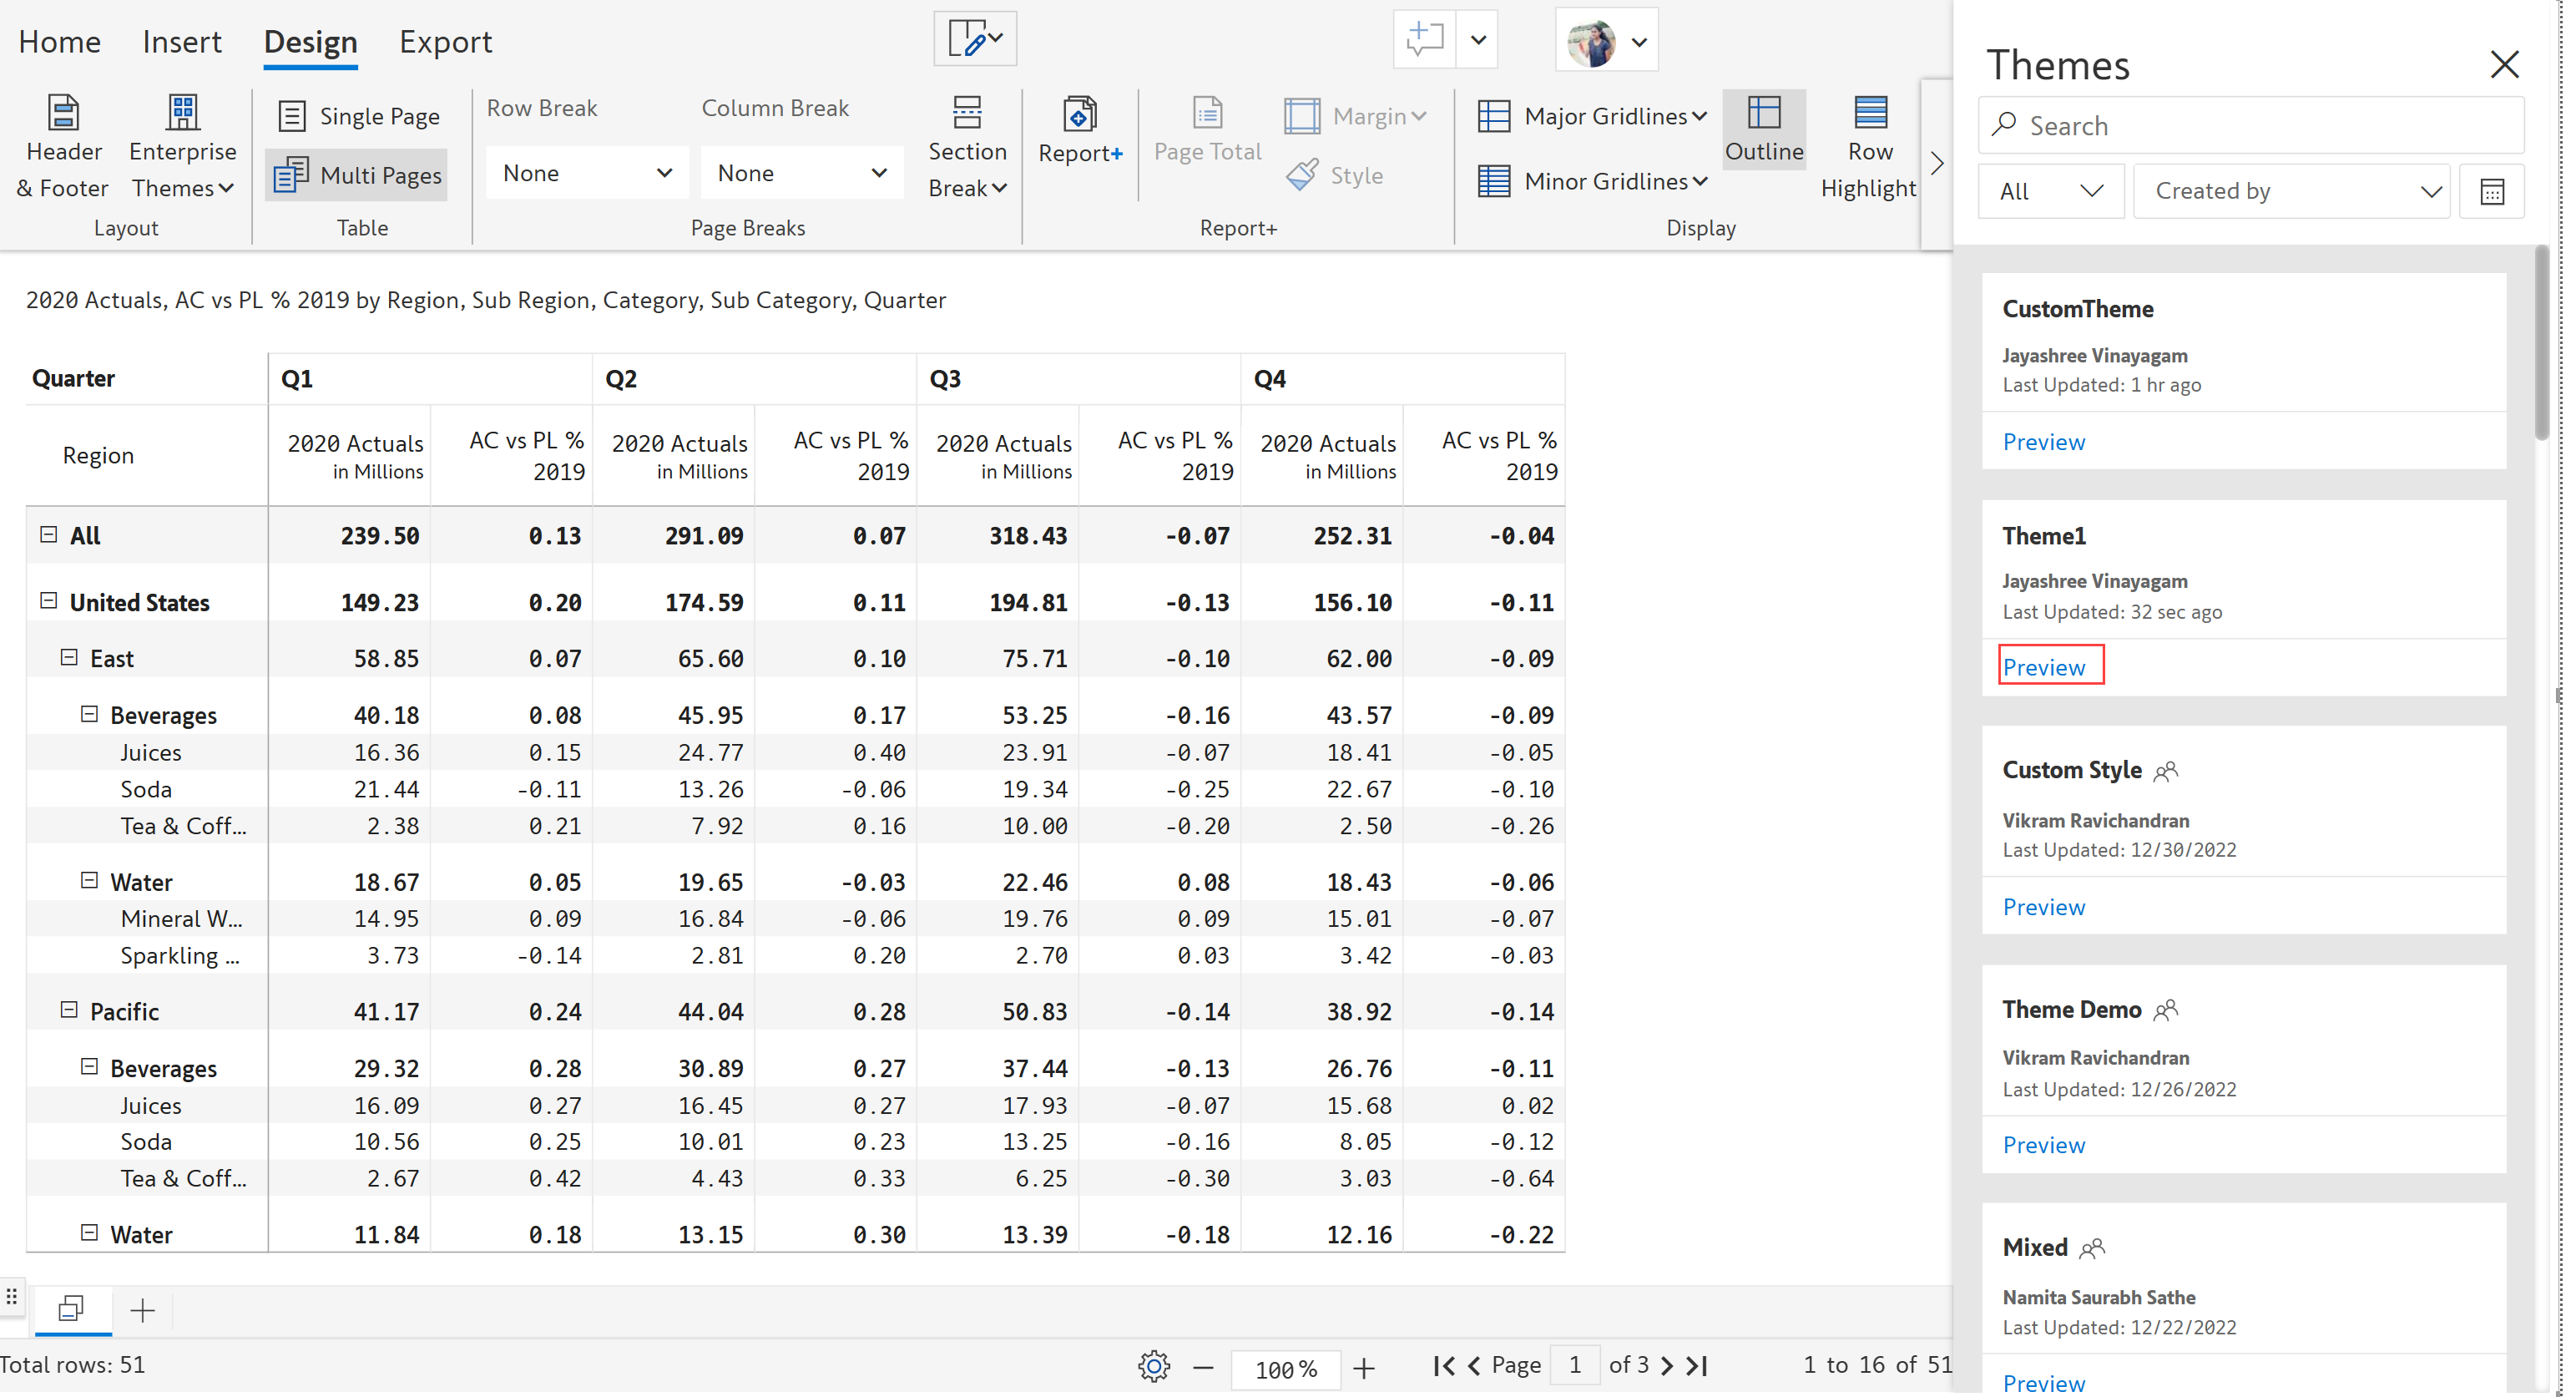 Home Insert Design Export
Header & Footer
Enterprise Themes
Layout
Single Page
Multi Pages
Table
Row Break
None
Column Break
None
Section Break
Page Breaks
Report+
Page Total
Margin
Style
Report+
Major Gridlines
Minor Gridlines
Outline
Row Highlight
Display
2020 Actuals, AC vs PL % 2019 by Region, Sub Region, Category, Sub Category, Quarter
Quarter Q1 Q2 Q3 Q4
Region 2020 Actuals in Millions AC vs PL % 2019 2020 Actuals in Millions AC vs PL % 2019 2020 Actuals in Millions AC vs PL % 2019 2020 Actuals in Millions AC vs PL % 2019
All 239.50 0.13 291.09 0.07 318.43 -0.07 252.31 -0.04
United States 149.23 0.20 174.59 0.11 194.81 -0.13 156.10 -0.11
East 58.85 0.07 65.60 0.10 75.71 -0.10 62.00 -0.09
Beverages 40.18 0.08 45.95 0.17 53.25 -0.16 43.57 -0.09
Juices 16.36 0.15 24.77 0.40 23.91 -0.07 18.41 -0.05
Soda 21.44 -0.11 13.26 -0.06 19.34 -0.25 22.67 -0.10
Tea & Coff... 2.38 0.21 7.92 0.16 10.00 -0.20 2.50 -0.26
Water 18.67 0.05 19.65 -0.03 22.46 0.08 18.43 -0.06
Mineral W... 14.95 0.09 16.84 -0.06 19.76 0.09 15.01 -0.07
Sparkling ... 3.73 -0.14 2.81 0.20 2.70 0.03 3.42 -0.03
Pacific 41.17 0.24 44.04 0.28 50.83 -0.14 38.92 -0.14
Beverages 29.32 0.28 30.89 0.27 37.44 -0.13 26.76 -0.11
Juices 16.09 0.27 16.45 0.27 17.93 -0.07 15.68 0.02
Soda 10.56 0.25 10.01 0.23 13.25 -0.16 8.05 -0.12
Tea & Coff... 2.67 0.42 4.43 0.33 6.25 -0.30 3.03 -0.64
Water 11.84 0.18 13.15 0.30 13.39 -0.18 12.16 -0.22
Total rows: 51
100 %
Page 1 of 3
1 to 16 of 51
Themes
Search
All Created by
CustomTheme
Jayashree Vinayagam
Last Updated: 1 hr ago
Preview
Theme1
Jayashree Vinayagam
Last Updated: 32 sec ago
Preview
Custom Style
Vikram Ravichandran
Last Updated: 12/30/2022
Preview
Theme Demo
Vikram Ravichandran
Last Updated: 12/26/2022
Preview
Mixed
Namita Saurabh Sathe
Last Updated: 12/22/2022
Preview